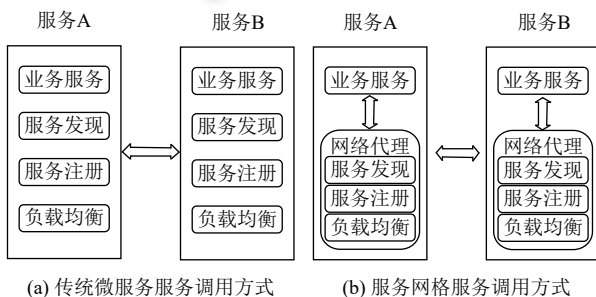 服务A
业务服务
服务发现
服务注册
负载均衡
服务B
业务服务
服务发现
服务注册
负载均衡
(a) 传统微服务服务调用方式
服务A
业务服务
网络代理
服务发现
服务注册
负载均衡
服务B
业务服务
网络代理
服务发现
服务注册
负载均衡
(b) 服务网格服务调用方式